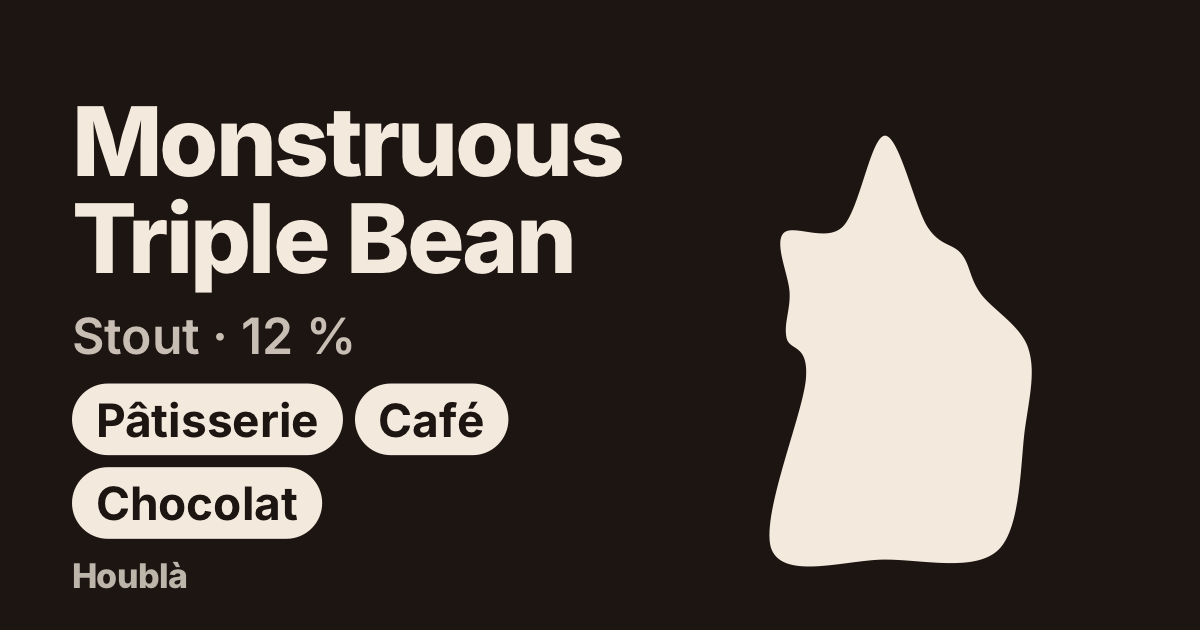 Monstruous
Triple Bean
Stout · 12 %
Pâtisserie Café
Chocolat
Houblà